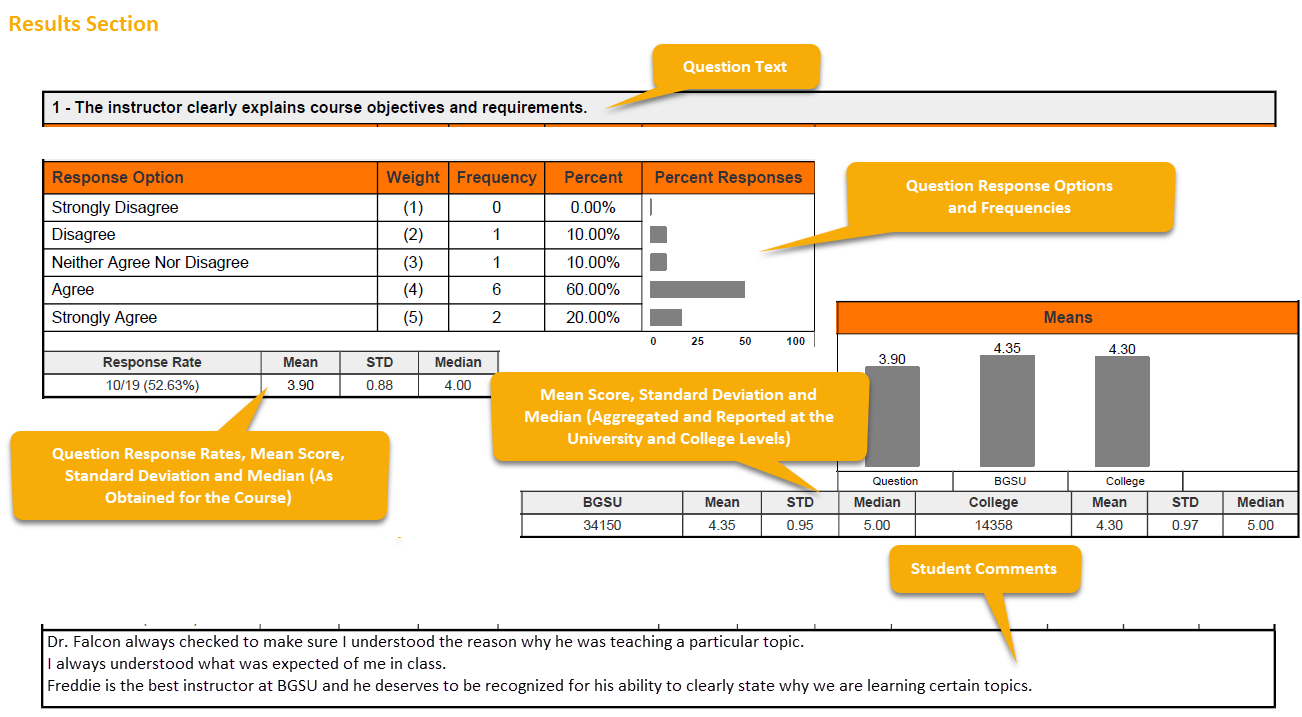 Results Section
Question Text
1 - The instructor clearly explains course objectives and requirements.
Response Option Weight Frequency Percent Percent Responses
Strongly Disagree (1) 0 0.00%
Disagree (2) 1 10.00%
Neither Agree Nor Disagree (3) 1 10.00%
Agree (4) 6 60.00%
Strongly Agree (5) 2 20.00%
0 25 50 100
Question Response Options
and Frequencies
Response Rate Mean STD Median
10/19 (52.63%) 3.90 0.88 4.00
Question Response Rates, Mean Score,
Standard Deviation and Median (As
Obtained for the Course)
Mean Score, Standard Deviation and
Median (Aggregated and Reported at the
University and College Levels)
Means
3.90 4.35 4.30
Question BGSU College
BGSU Mean STD Median College Mean STD Median
34150 4.35 0.95 5.00 14358 4.30 0.97 5.00
Student Comments
Dr. Falcon always checked to make sure I understood the reason why he was teaching a particular topic.
I always understood what was expected of me in class.
Freddie is the best instructor at BGSU and he deserves to be recognized for his ability to clearly state why we are learning certain topics.